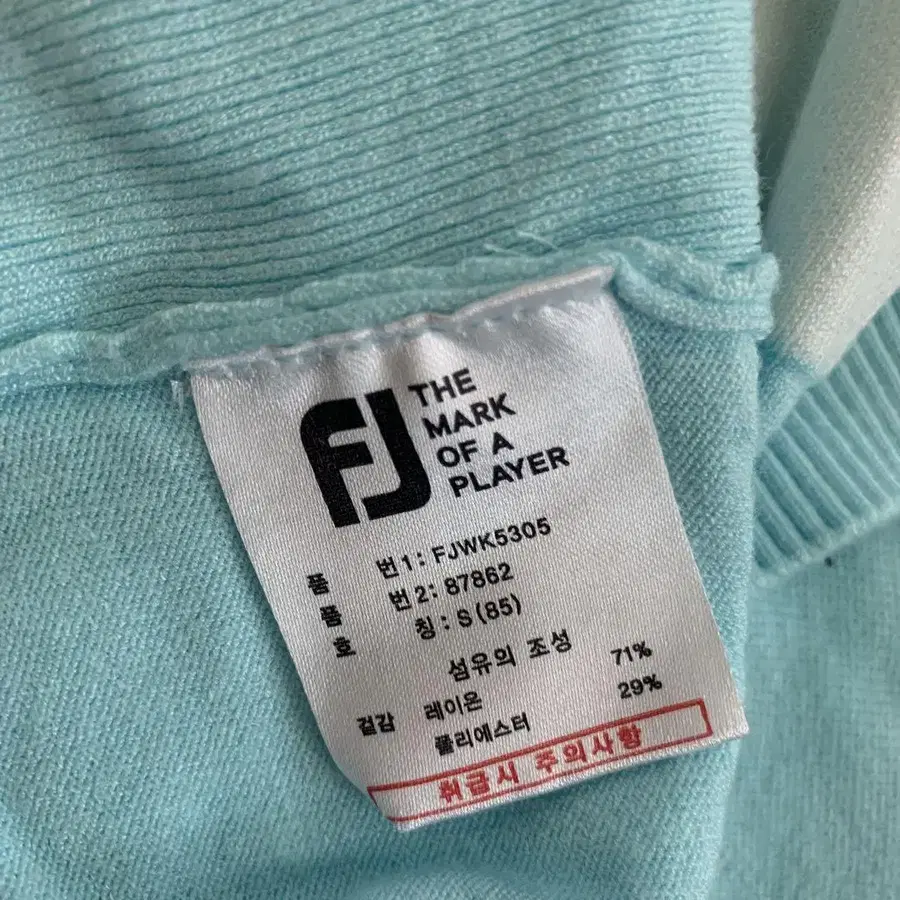 FJ
THE
MARK
OF A
PLAYER
품 번1: FJWK5305
품 번2: 87862
호 칭: S(85)
섬유의 조성
겉감 레이온 71%
폴리에스터 29%
취급시 주의사항